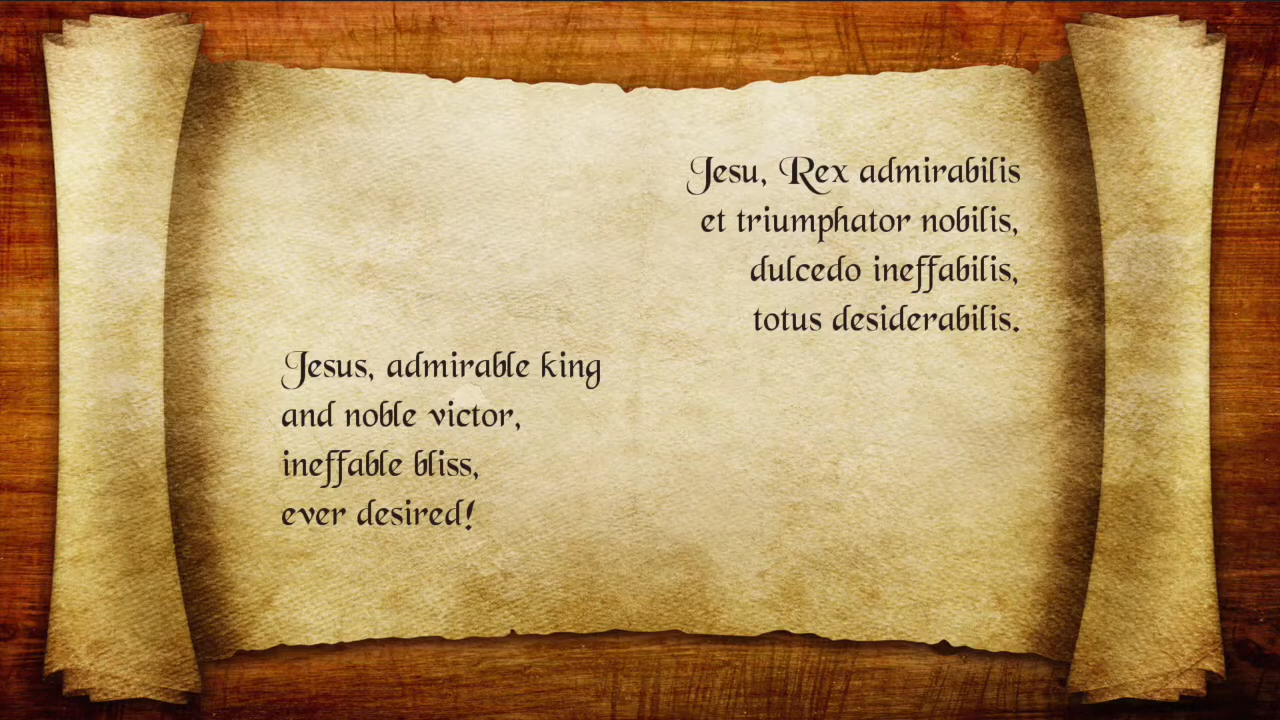 Jesu, Rex admirabilis
et triumphator nobilis,
dulcedo ineffabilis,
totus desiderabilis.
Jesus, admirable king
and noble victor,
ineffable bliss,
ever desired!